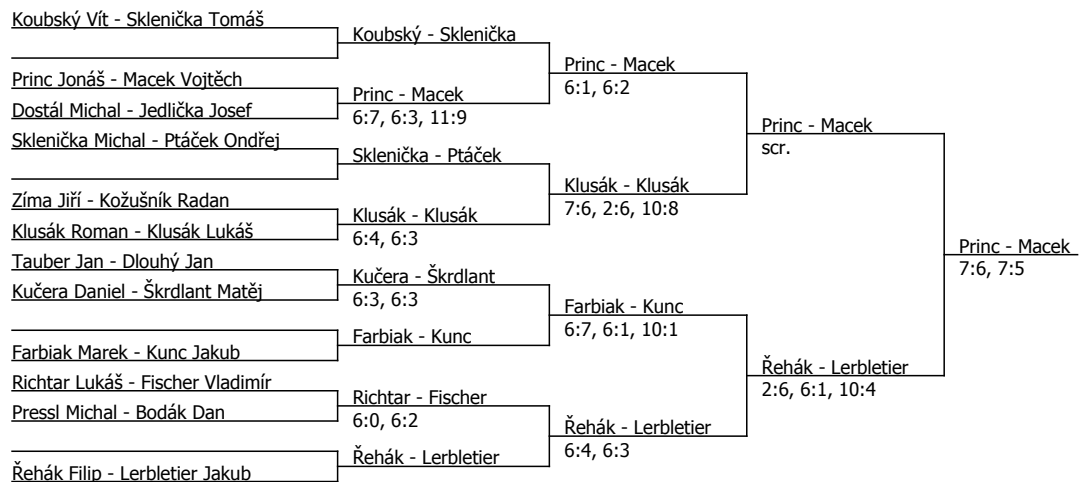 Koubský Vít - Sklenička Tomáš
Princ Jonáš - Macek Vojtěch
Dostál Michal - Jedlička Josef
Sklenička Michal - Ptáček Ondřej
Zíma Jiří - Kožušník Radan
Klusák Roman - Klusák Lukáš
Tauber Jan - Dlouhý Jan
Kučera Daniel - Škrdlant Matěj
Farbiak Marek - Kunc Jakub
Richtar Lukáš - Fischer Vladimír
Pressl Michal - Bodák Dan
Řehák Filip - Lerbletier Jakub
Koubský - Sklenička
Princ - Macek
6:7, 6:3, 11:9
Sklenička - Ptáček
Klusák - Klusák
6:4, 6:3
Kučera - Škrdlant
6:3, 6:3
Farbiak - Kunc
Richtar - Fischer
6:0, 6:2
Řehák - Lerbletier
Princ - Macek
6:1, 6:2
Klusák - Klusák
7:6, 2:6, 10:8
Farbiak - Kunc
6:7, 6:1, 10:1
Řehák - Lerbletier
6:4, 6:3
Princ - Macek
scr.
Řehák - Lerbletier
2:6, 6:1, 10:4
Princ - Macek
7:6, 7:5